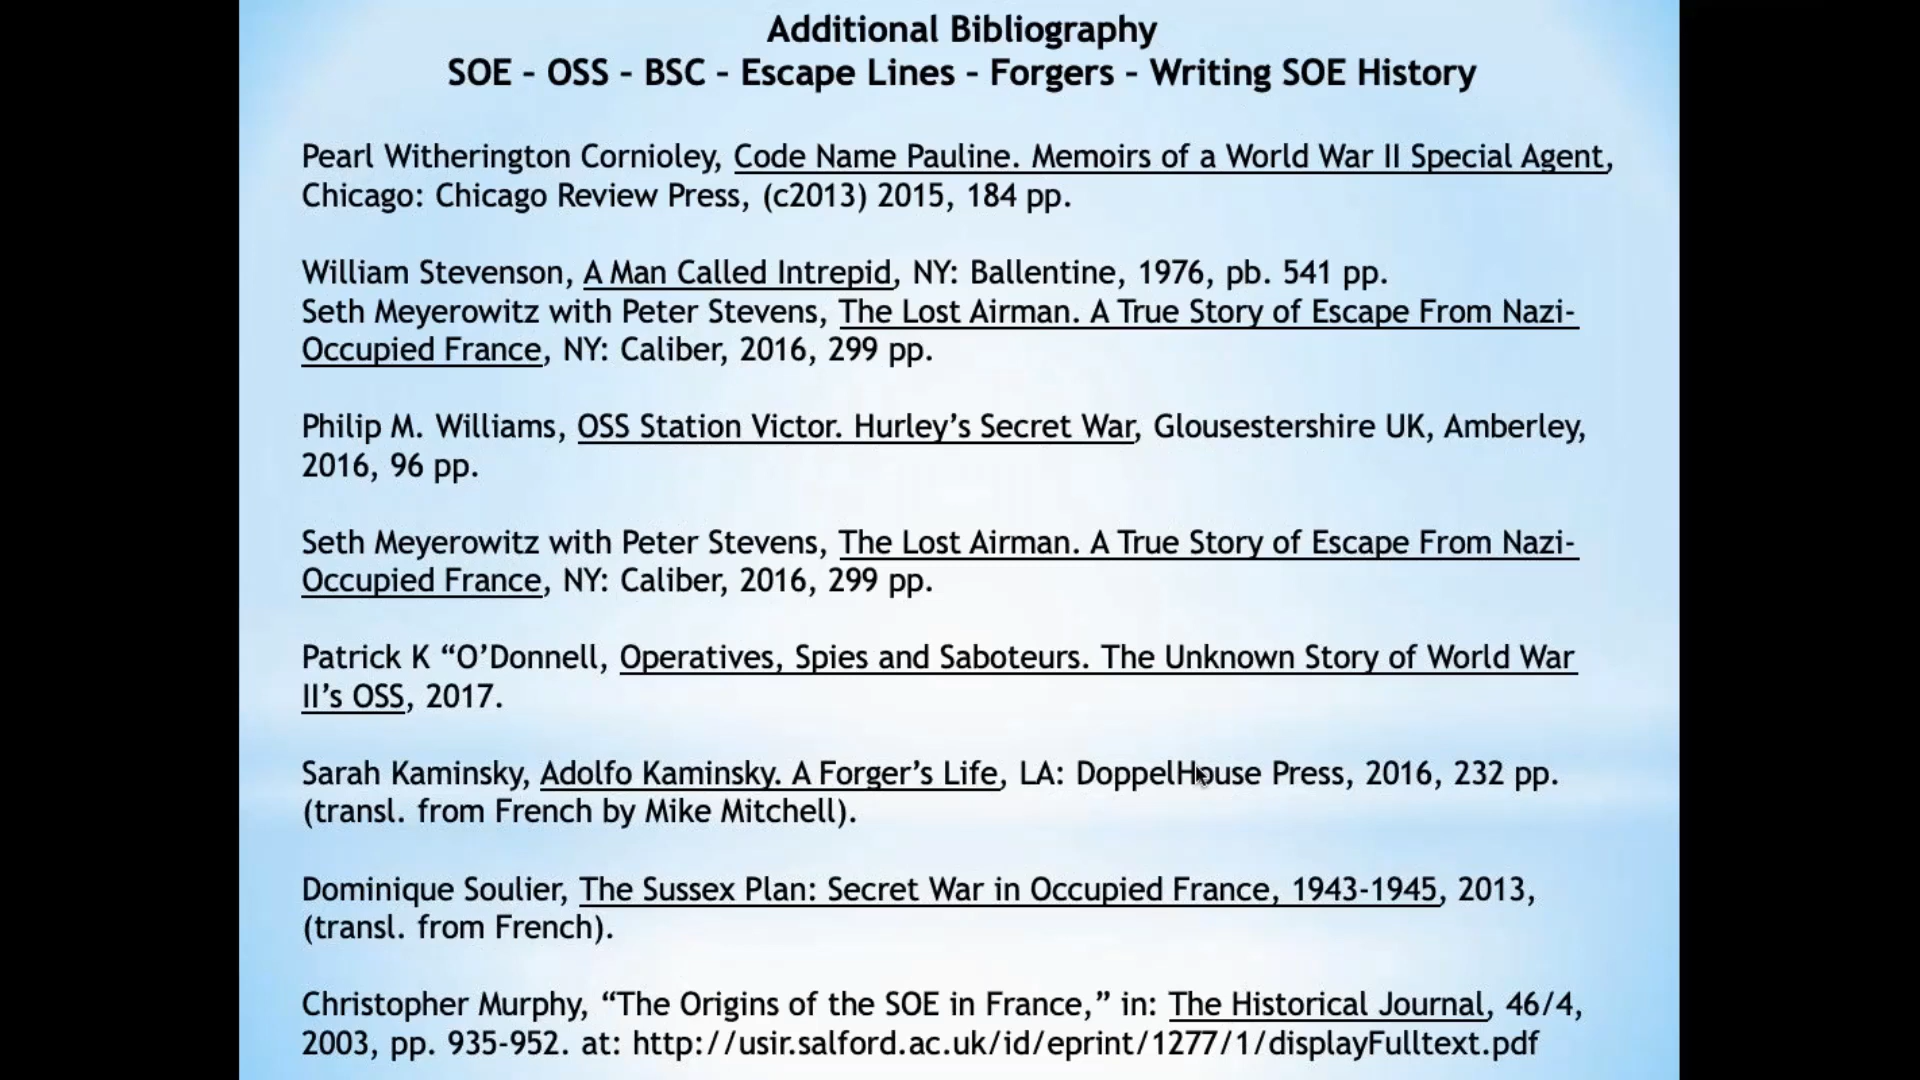 Additional Bibliography
SOE – OSS – BSC – Escape Lines – Forgers – Writing SOE History
Pearl Witherington Cornioley, Code Name Pauline. Memoirs of a World War II Special Agent,
Chicago: Chicago Review Press, (c2013) 2015, 184 pp.
William Stevenson, A Man Called Intrepid, NY: Ballentine, 1976, pb. 541 pp.
Seth Meyerowitz with Peter Stevens, The Lost Airman. A True Story of Escape From Nazi-
Occupied France, NY: Caliber, 2016, 299 pp.
Philip M. Williams, OSS Station Victor. Hurley’s Secret War, Glousestershire UK, Amberley,
2016, 96 pp.
Seth Meyerowitz with Peter Stevens, The Lost Airman. A True Story of Escape From Nazi-
Occupied France, NY: Caliber, 2016, 299 pp.
Patrick K “O’Donnell, Operatives, Spies and Saboteurs. The Unknown Story of World War
II’s OSS, 2017.
Sarah Kaminsky, Adolfo Kaminsky. A Forger’s Life, LA: DoppelHouse Press, 2016, 232 pp.
(transl. from French by Mike Mitchell).
Dominique Soulier, The Sussex Plan: Secret War in Occupied France, 1943-1945, 2013,
(transl. from French).
Christopher Murphy, “The Origins of the SOE in France,” in: The Historical Journal, 46/4,
2003, pp. 935-952. at: http://usir.salford.ac.uk/id/eprint/1277/1/displayFulltext.pdf